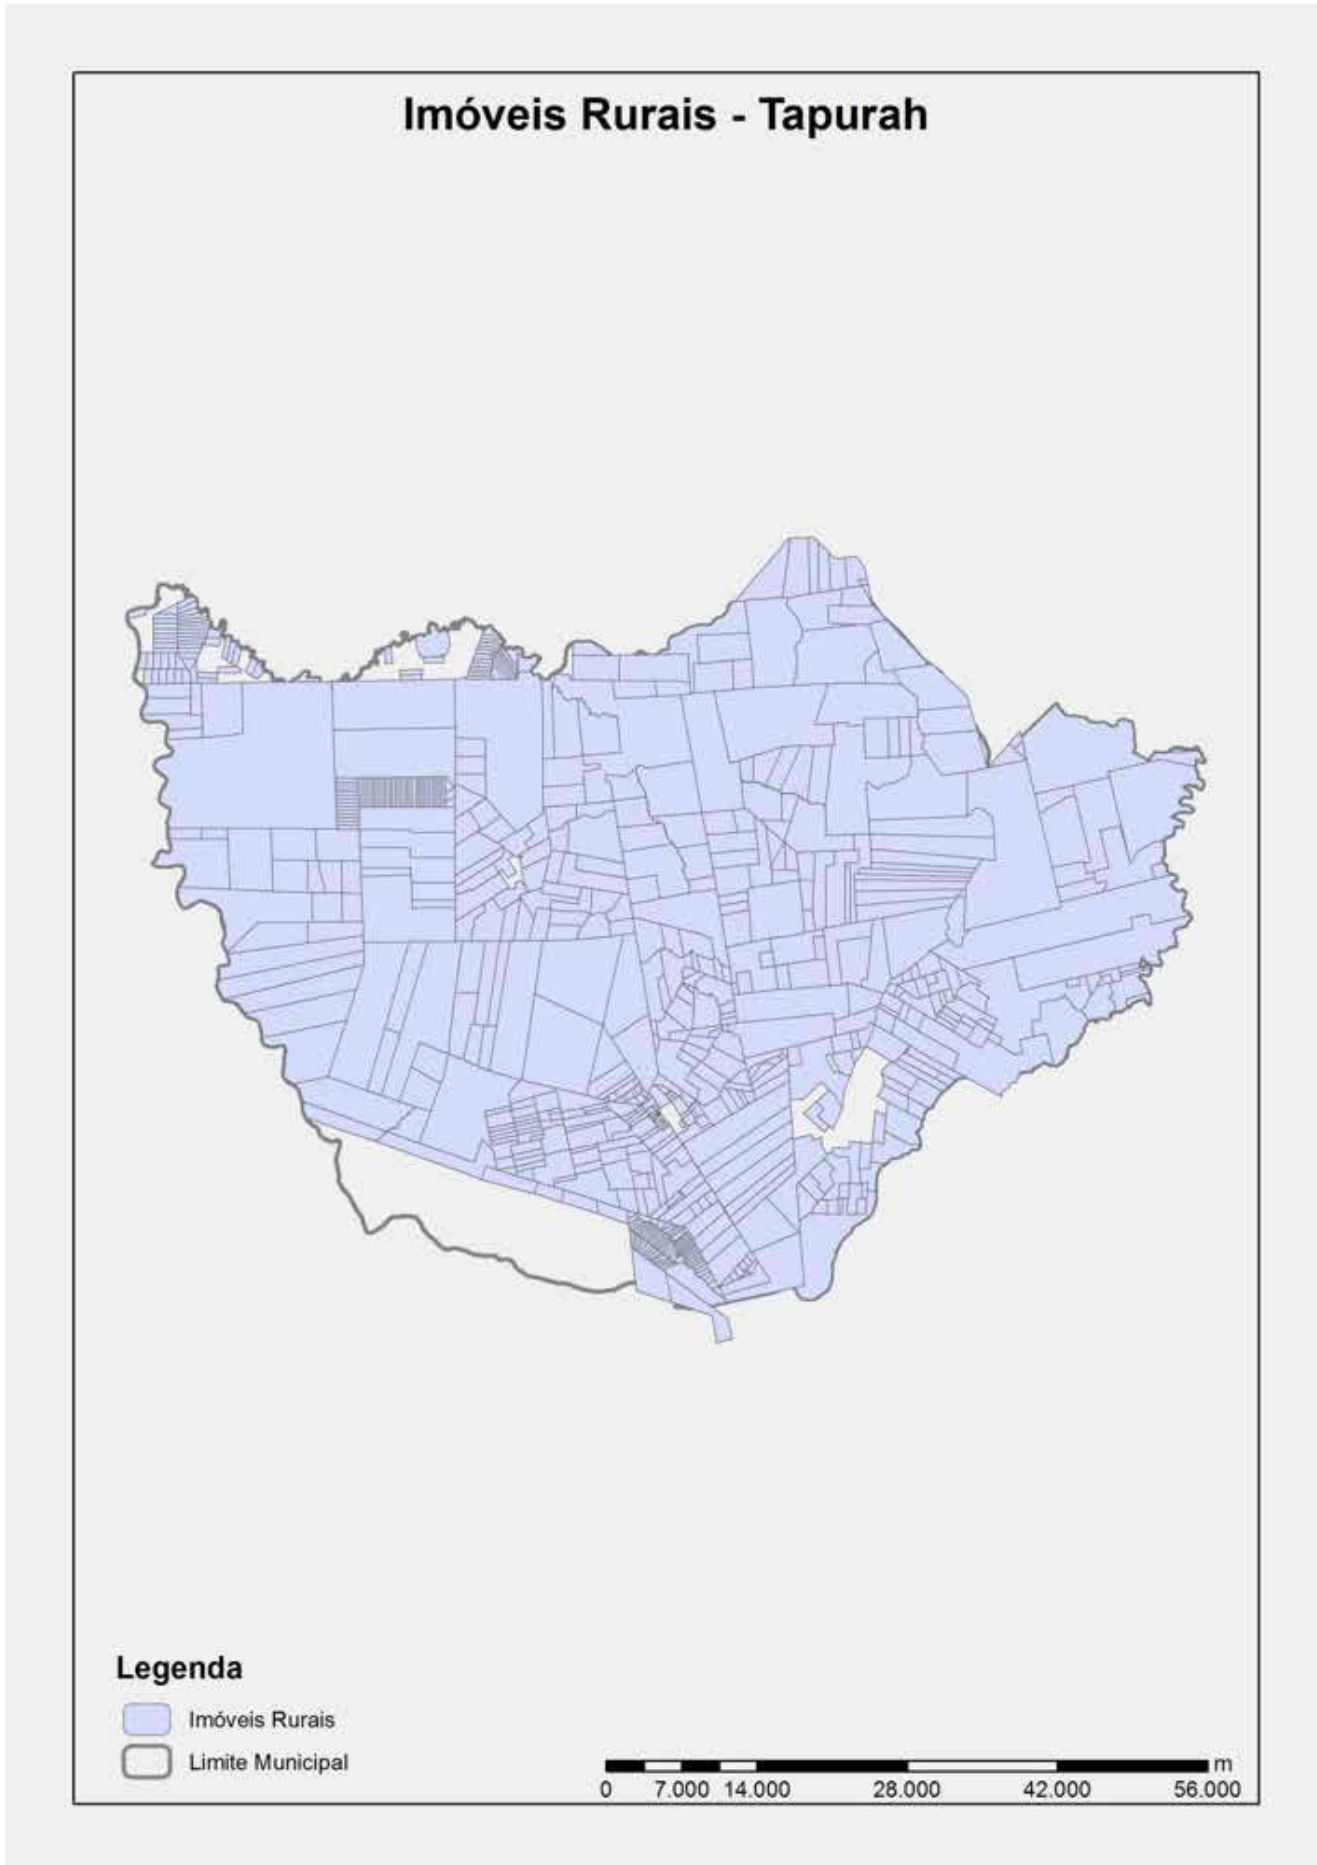 Imóveis Rurais - Tapurah
Legenda
Imóveis Rurais
Limite Municipal
m
0 7.000 14.000 28.000 42.000 56.000